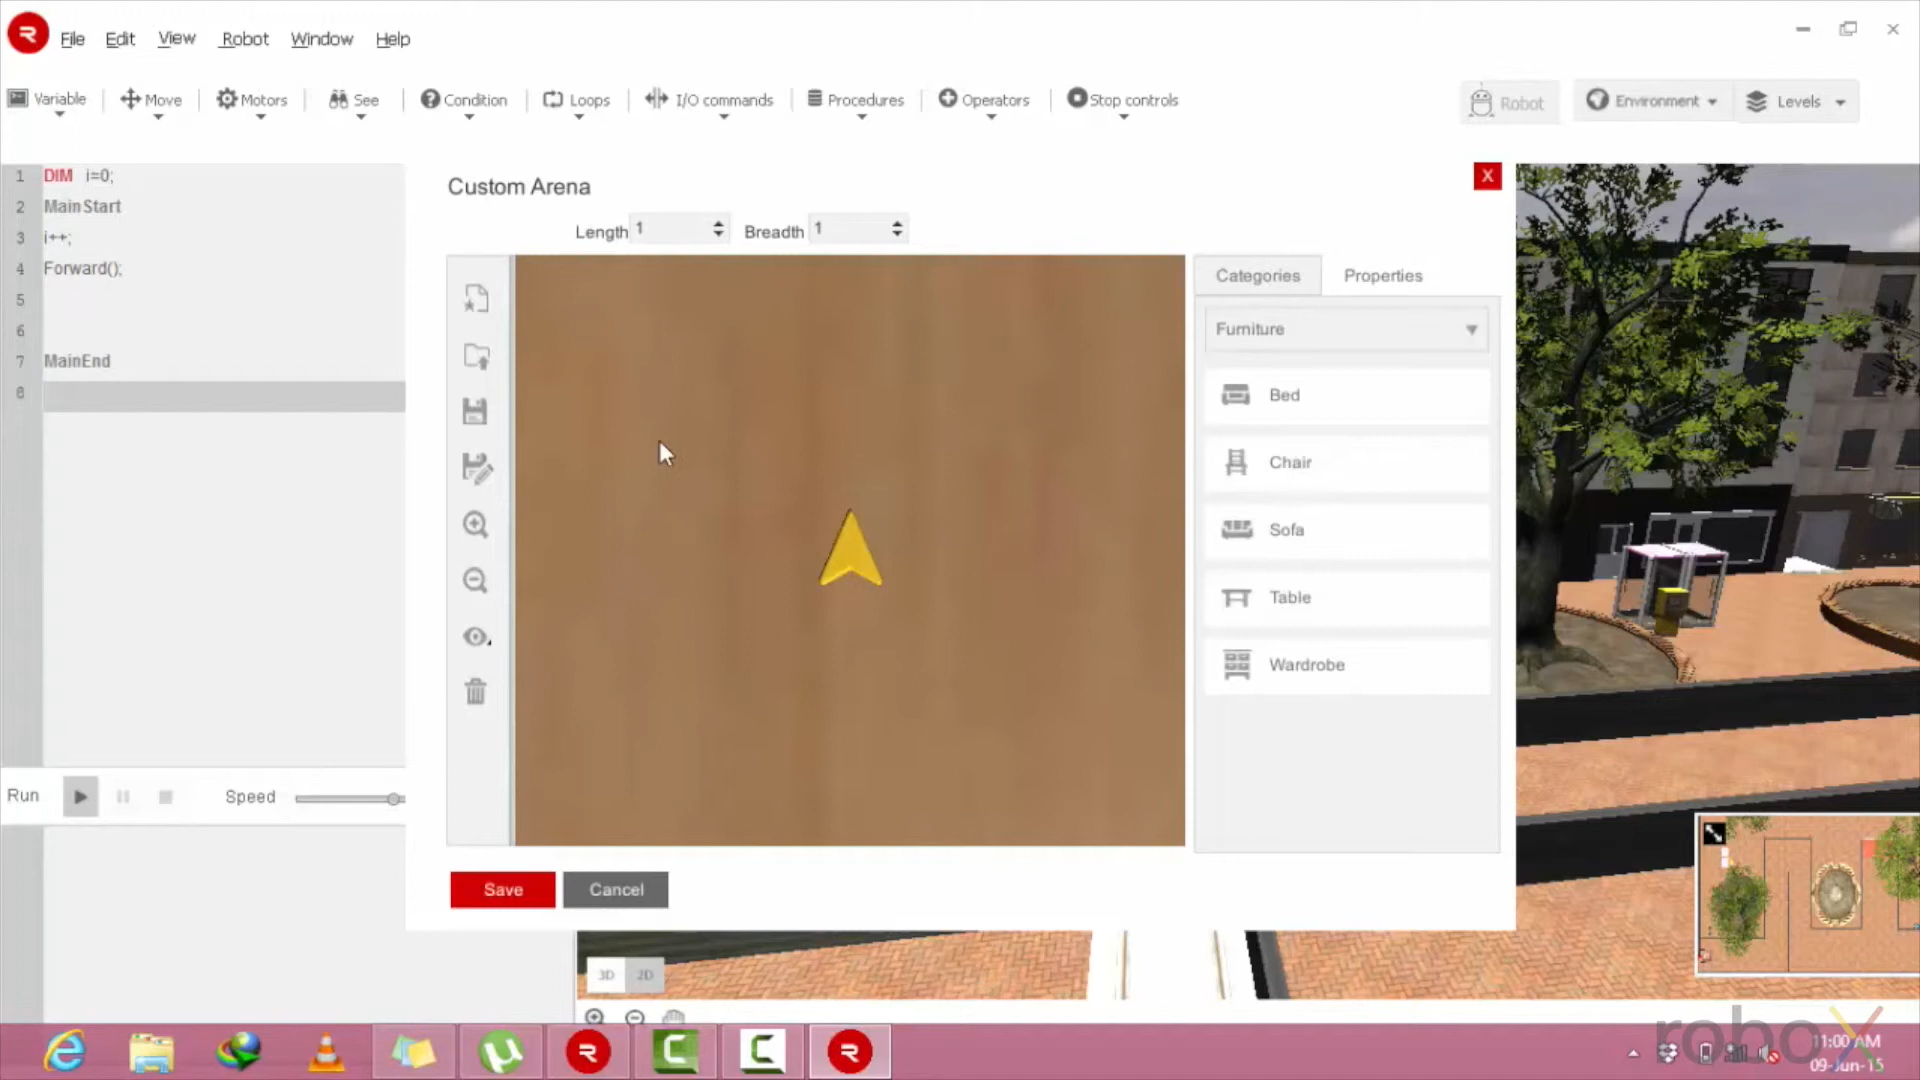 R
File Edit View Robot Window Help
Variable Move Motors See Condition Loops I/O commands Procedures Operators Stop controls Robot Environment Levels
Custom Arena X
Length 1 Breadth 1
1 DIM i=0;
2 MainStart
3 i++;
4 Forward();
5
6
7 MainEnd
8
Categories Properties
Furniture
Bed
Chair
Sofa
Table
Wardrobe
Run Speed
Save Cancel
3D 2D
robox
11:00 AM
09-Jun-15